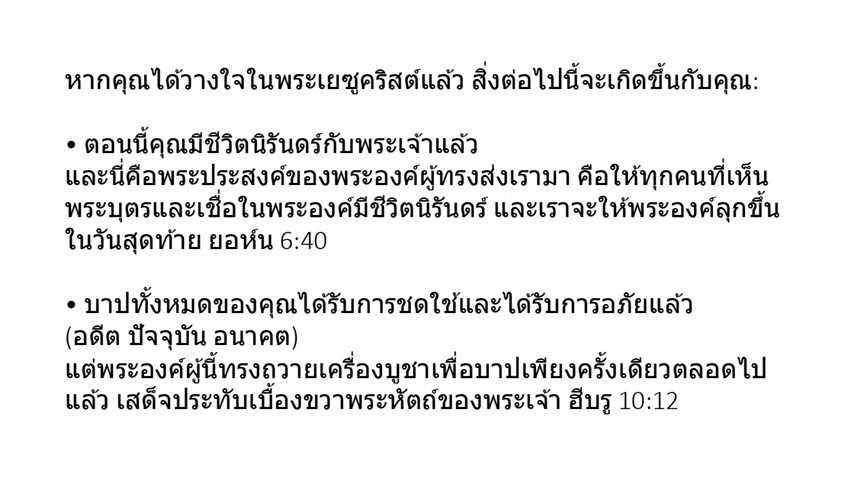 หากคุณได้วางใจในพระเยซูคริสต์แล้ว สิ่งต่อไปนี้จะเกิดขึ้นกับคุณ:
• ตอนนี้คุณมีชีวิตนิรันดร์กับพระเจ้าแล้ว
และนี่คือพระประสงค์ของพระองค์ผู้ทรงส่งเรามา คือให้ทุกคนที่เห็น
พระบุตรและเชื่อในพระองค์มีชีวิตนิรันดร์ และเราจะให้พระองค์ลุกขึ้น
ในวันสุดท้าย ยอห์น 6:40
• บาปทั้งหมดของคุณได้รับการชดใช้และได้รับการอภัยแล้ว
(อดีต ปัจจุบัน อนาคต)
แต่พระองค์ผู้นี้ทรงถวายเครื่องบูชาเพื่อบาปเพียงครั้งเดียวตลอดไป
แล้ว เสด็จประทับเบื้องขวาพระหัตถ์ของพระเจ้า ฮีบรู 10:12